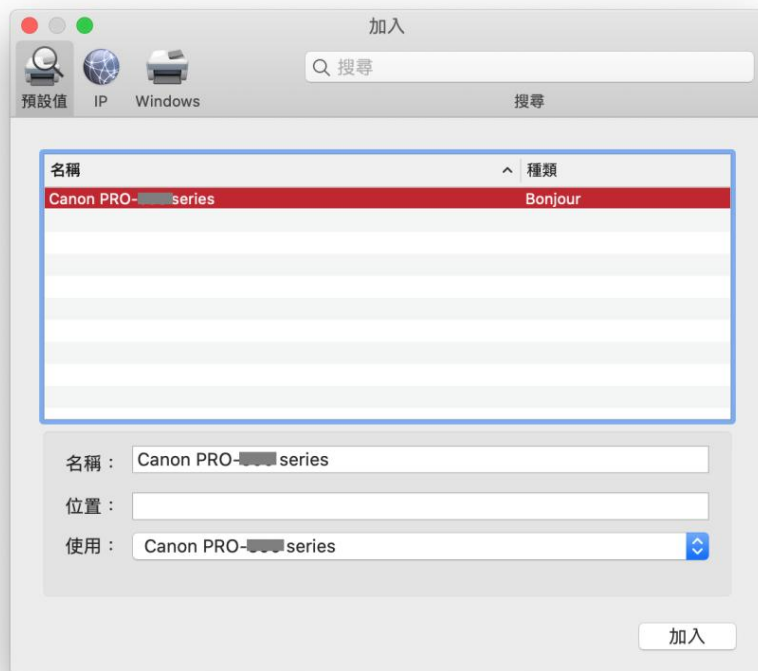 加入
搜尋
預設值 IP Windows 搜尋
名稱 種類
Canon PRO- series Bonjour
名稱：Canon PRO- series
位置：
使用：Canon PRO- series
加入